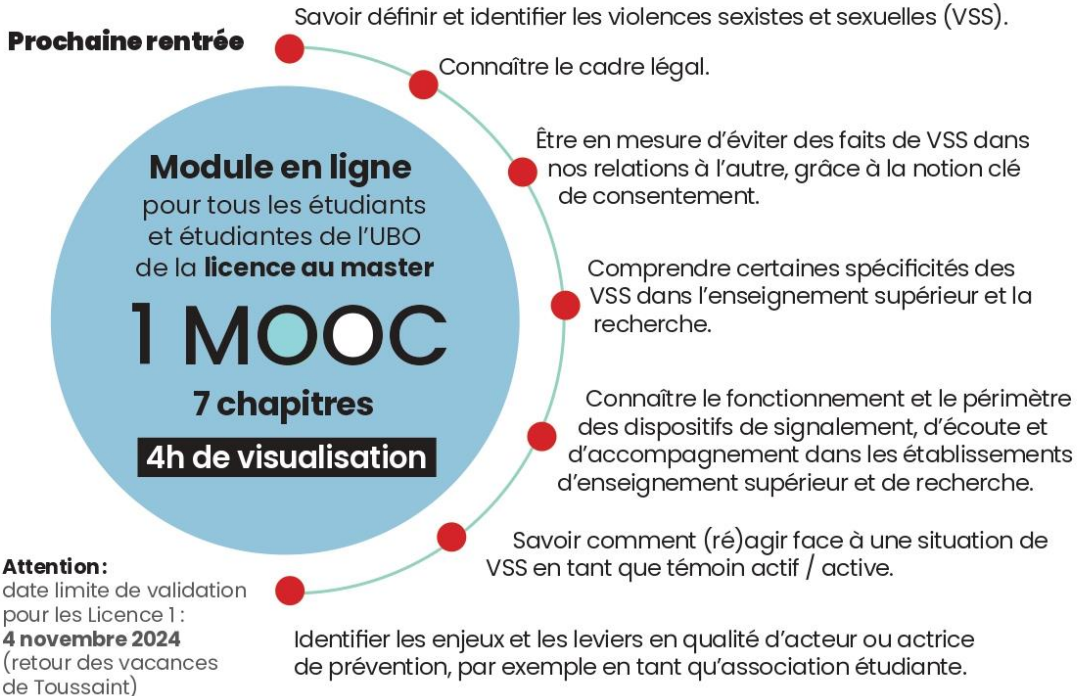 Prochaine rentrée
Savoir définir et identifier les violences sexistes et sexuelles (VSS).
Connaître le cadre légal.
Être en mesure d’éviter des faits de VSS dans
nos relations à l’autre, grâce à la notion clé
de consentement.
Comprendre certaines spécificités des
VSS dans l’enseignement supérieur et la
recherche.
Connaître le fonctionnement et le périmètre
des dispositifs de signalement, d’écoute et
d’accompagnement dans les établissements
d’enseignement supérieur et de recherche.
Savoir comment (ré)agir face à une situation de
VSS en tant que témoin actif / active.
Identifier les enjeux et les leviers en qualité d’acteur ou actrice
de prévention, par exemple en tant qu’association étudiante.
Module en ligne
pour tous les étudiants
et étudiantes de l’UBO
de la licence au master
1 MOOC
7 chapitres
4h de visualisation
Attention :
date limite de validation
pour les Licence 1 :
4 novembre 2024
(retour des vacances
de Toussaint)